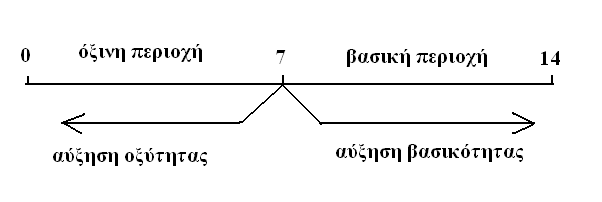 0 όξινη περιοχή 7 βασική περιοχή 14
αύξηση οξύτητας αύξηση βασικότητας